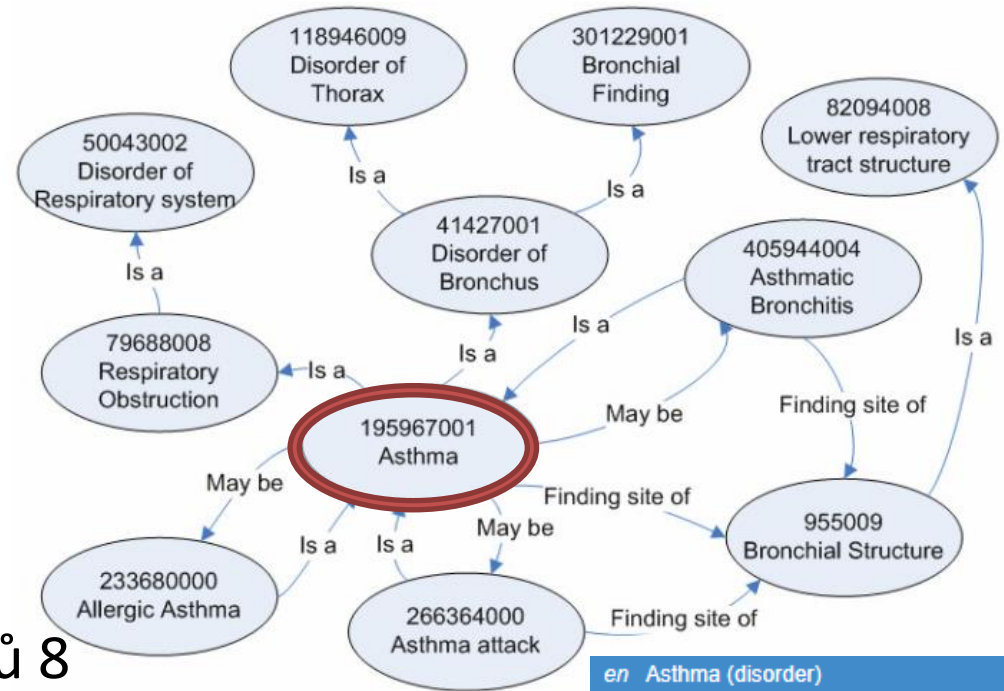 118946009
Disorder of
Thorax
301229001
Bronchial
Finding
82094008
Lower respiratory
tract structure
50043002
Disorder of
Respiratory system
Is a
Is a
41427001
Disorder of
Bronchus
405944004
Asthmatic
Bronchitis
Is a
79688008
Respiratory
Obstruction
Is a
Is a
Is a
Is a
May be
Finding site of
195967001
Asthma
May be
Finding site of
May be
955009
Bronchial Structure
Is a
Is a
233680000
Allergic Asthma
266364000
Asthma attack
Finding site of
ů 8
en Asthma (disorder)